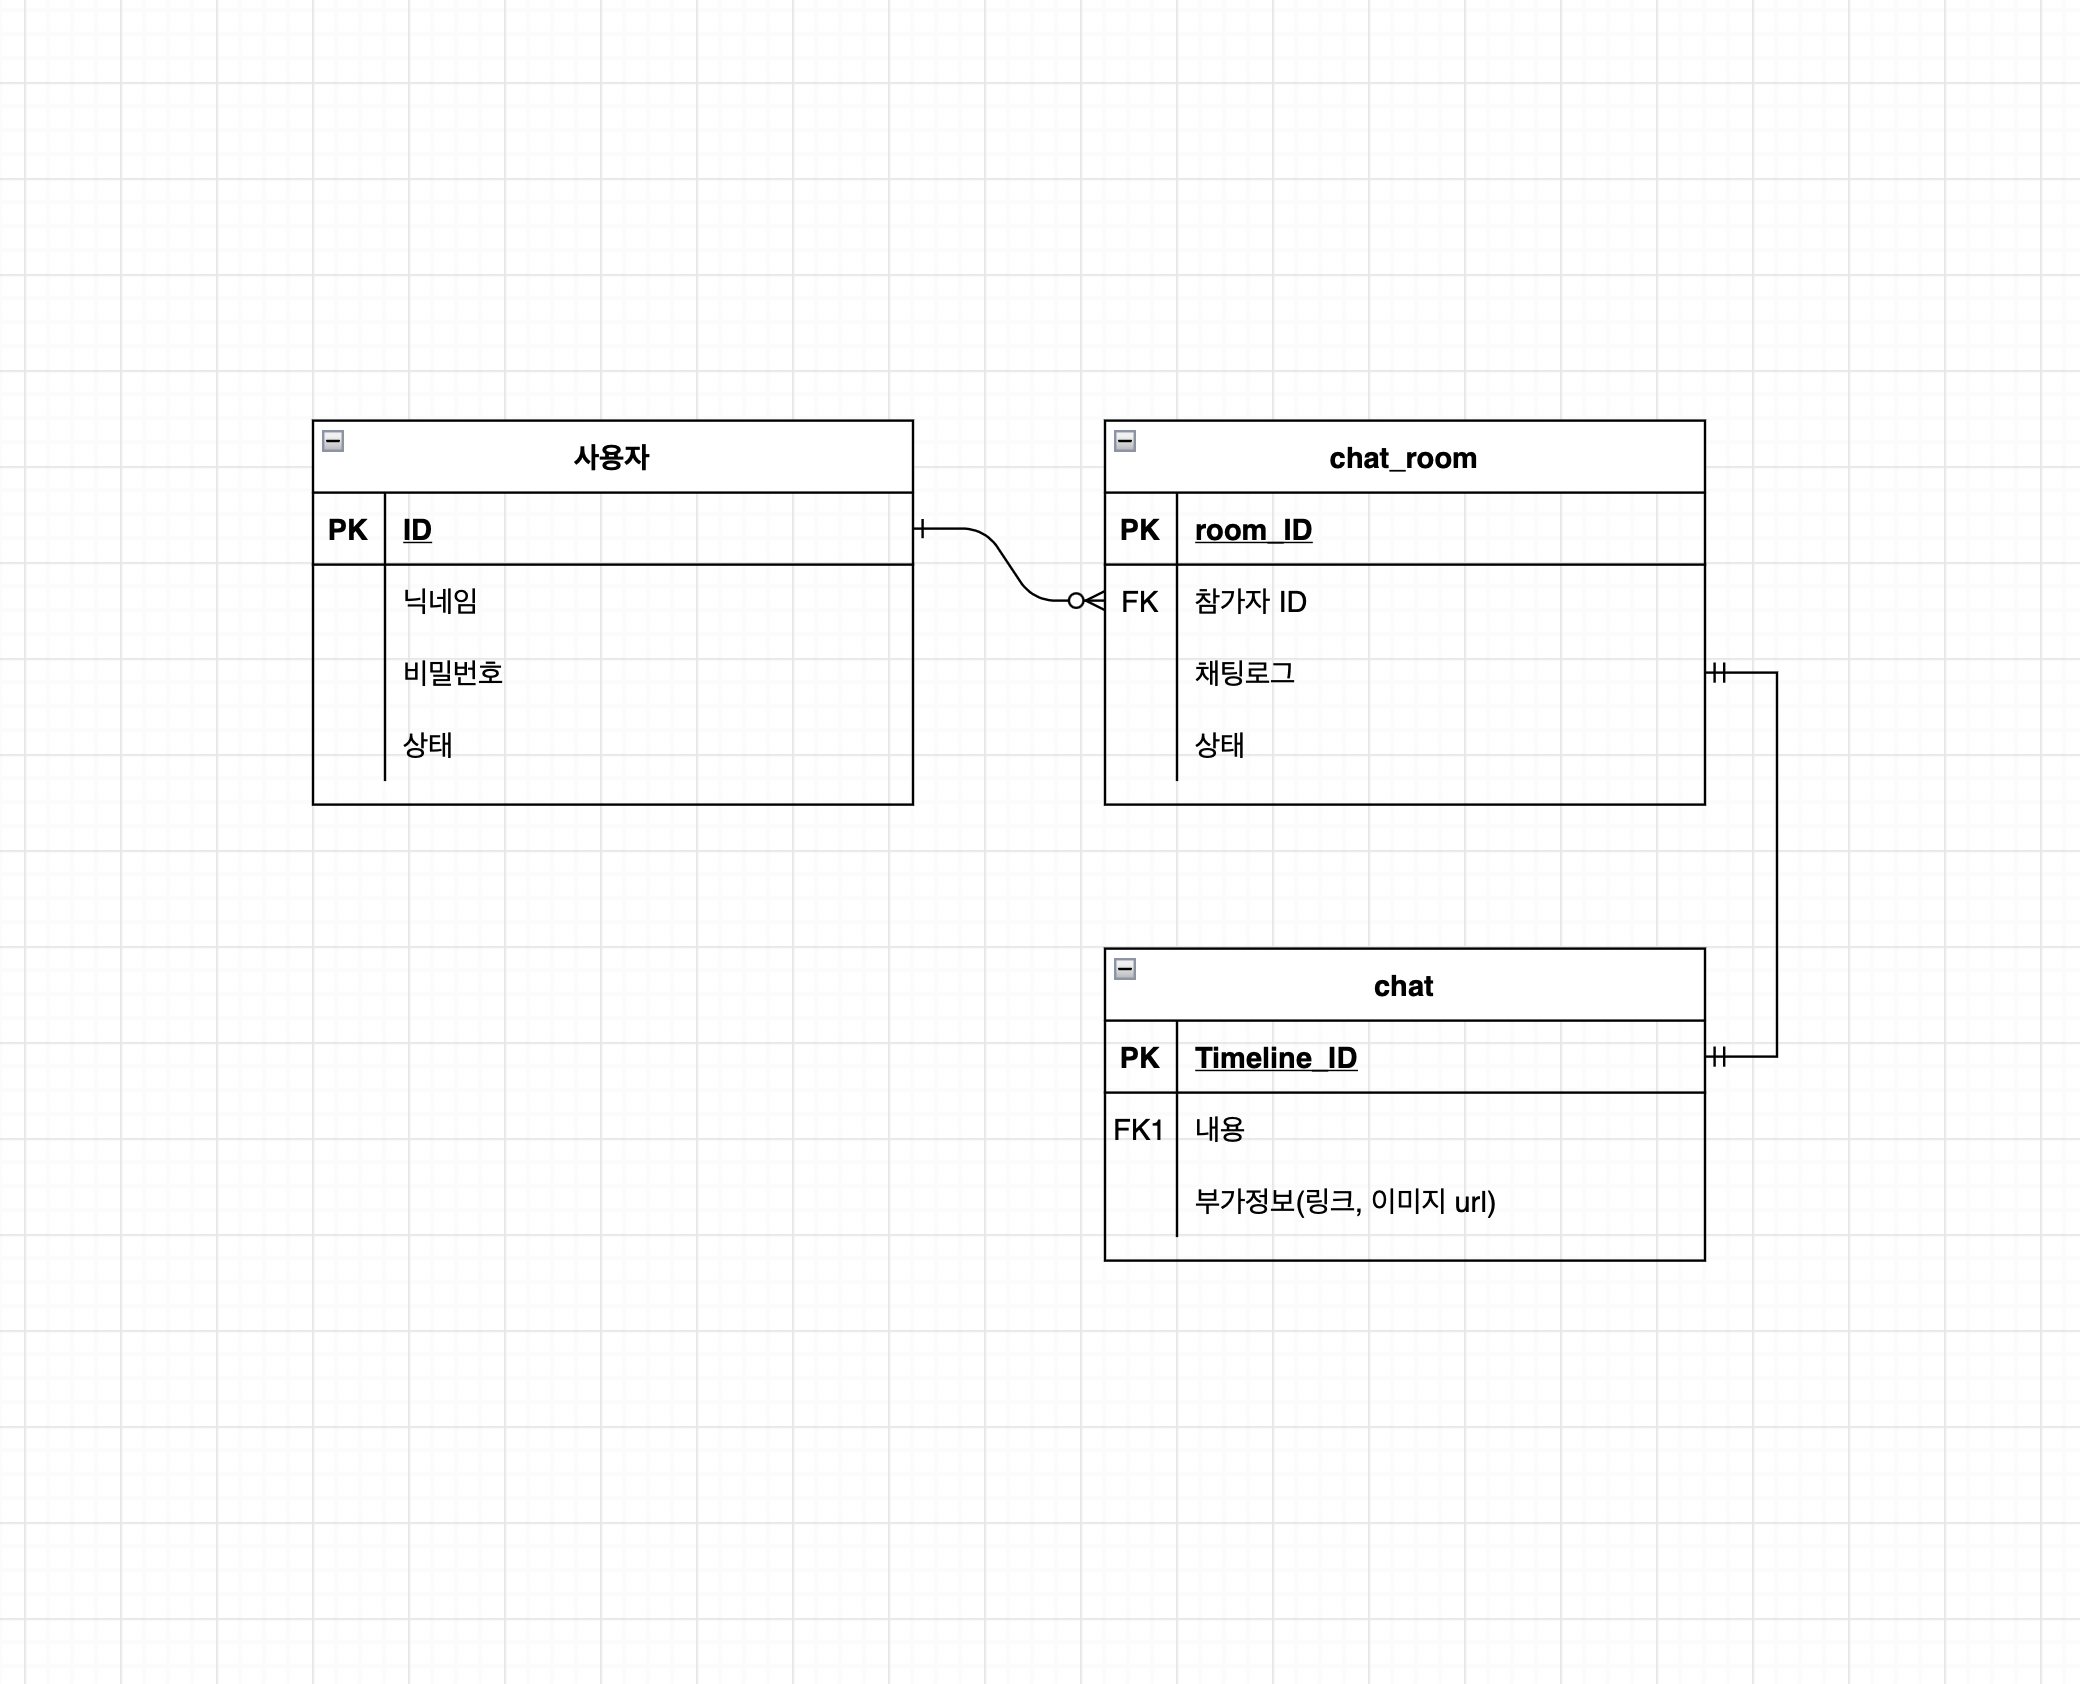 사용자
PK ID
닉네임
비밀번호
상태
chat_room
PK room_ID
FK 참가자 ID
채팅로그
상태
chat
PK Timeline_ID
FK1 내용
부가정보(링크, 이미지 url)